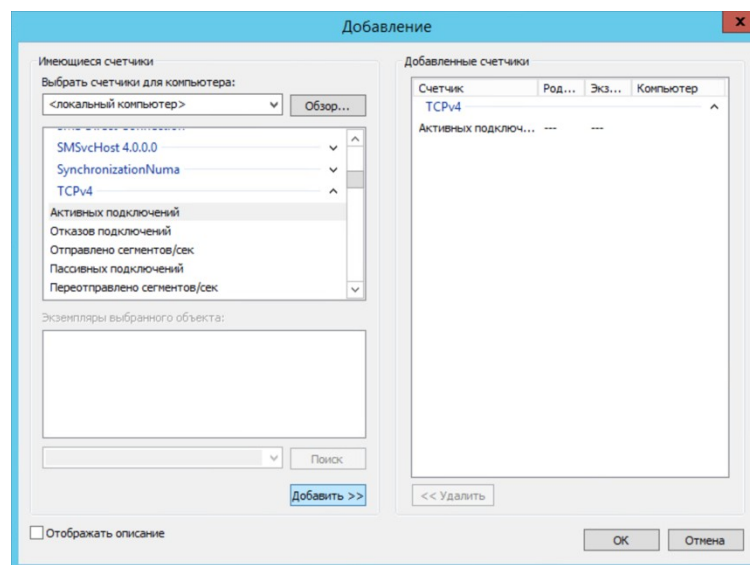 Добавление
x
Имеющиеся счетчики
Выбрать счетчики для компьютера:
<локальный компьютер>
Обзор...
SMSvcHost 4.0.0.0
SynchronizationNuma
TCPv4
Активных подключений
Отказов подключений
Отправлено сегментов/сек
Пассивных подключений
Переотправлено сегментов/сек
Экземпляры выбранного объекта:
Поиск
Добавить >>
Отображать описание
Добавленные счетчики
Счетчик Род... Экз... Компьютер
TCPv4
Активных подключ... --- ---
<< Удалить
OK Отмена